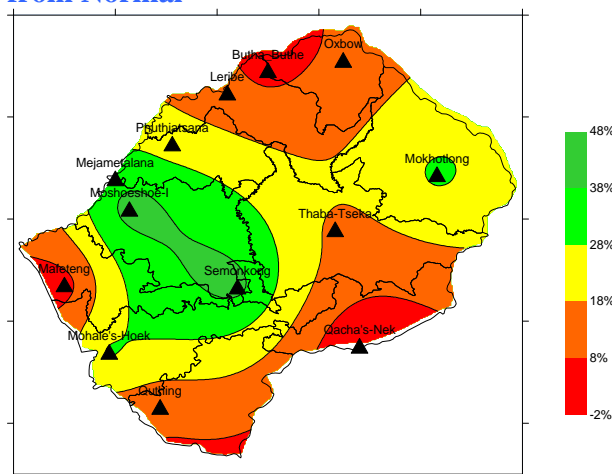 from Normal
Oxbow
Butha-Buthe
Leribe
Phuthiatsana
Mokhotlong
Mejametalana
Moshoeshoe-I
Thaba-Tseka
Mafeteng
Semonkong
Qacha's-Nek
Mohale's-Hoek
Quthing
48%
38%
28%
18%
8%
-2%